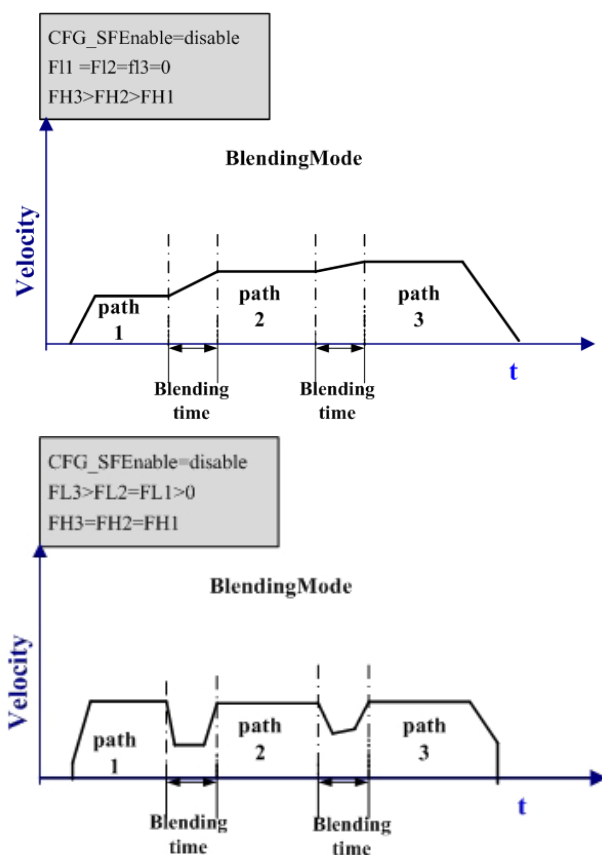 CFG_SFEnable=disable
Fl1 =Fl2=fl3=0
FH3>FH2>FH1
BlendingMode
Velocity
path
1
path
2
path
3
Blending
time
Blending
time
t
CFG_SFEnable=disable
FL3>FL2=FL1>0
FH3=FH2=FH1
BlendingMode
Velocity
path
1
path
2
path
3
Blending
time
Blending
time
t